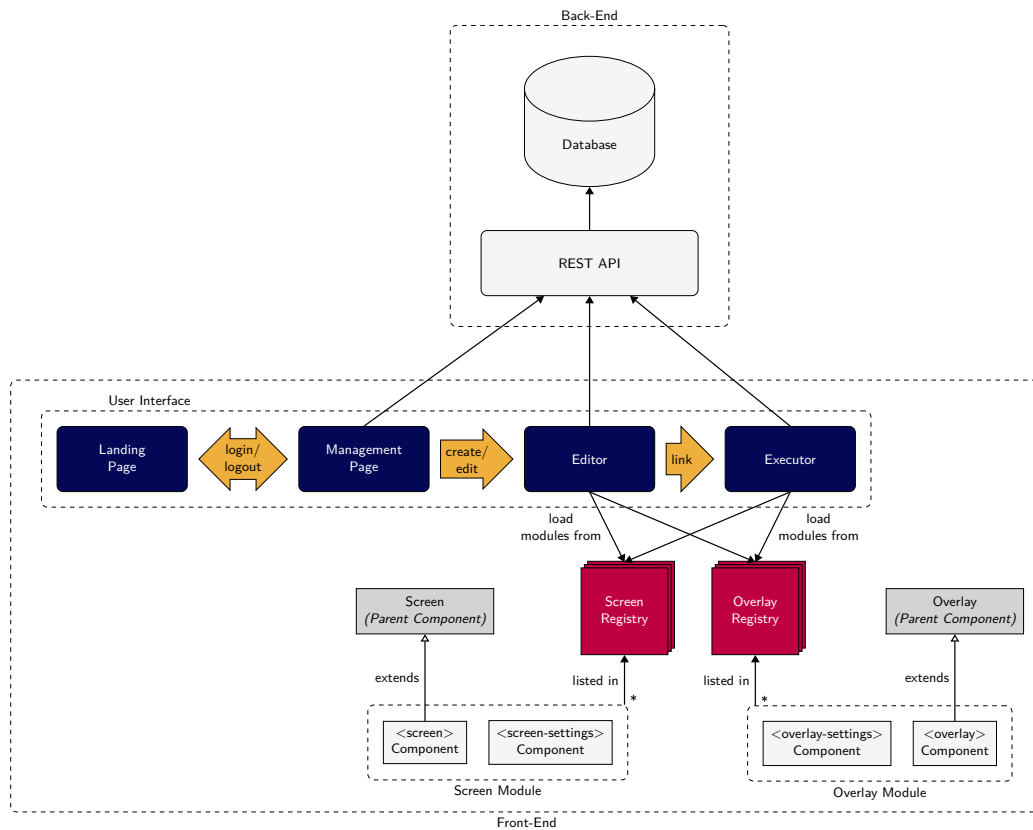 Back-End
Database
REST API
User Interface
Landing
Page
login/
logout
Management
Page
create/
edit
Editor
link
Executor
load
modules from
load
modules from
Screen
(Parent Component)
Screen
Registry
Overlay
Registry
Overlay
(Parent Component)
extends
listed in
*
listed in
*
extends
<screen>
Component
<screen-settings>
Component
<overlay-settings>
Component
<overlay>
Component
Screen Module
Overlay Module
Front-End